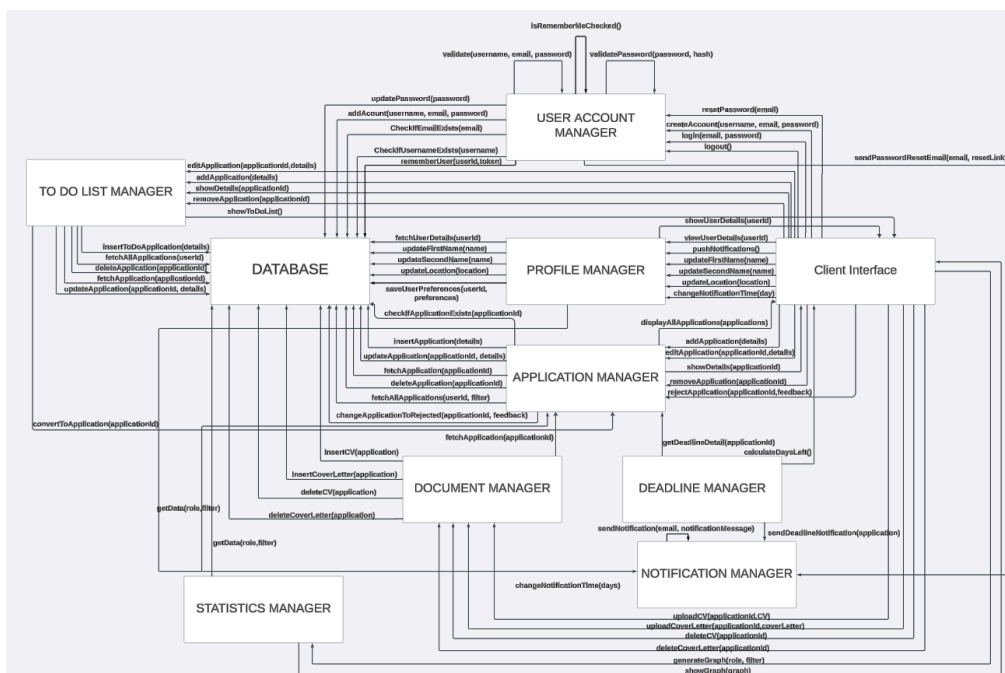 isRememberMeChecked()
validate(username, email, password)
validatePassword(password, hash)
updatePassword(password)
addAcount(username, email, password)
CheckIfEmailExists(email)
CheckIfUsernameExists(username)
rememberUser(userId,token)
USER ACCOUNT
MANAGER
resetPassword(email)
createAccount(username, email, password)
login(email, password)
logout()
sendPasswordResetEmail(email, resetLink)
TO DO LIST MANAGER
editApplication(applicationId,details)
addApplication(details)
showDetails(applicationId)
removeApplication(applicationId)
showToDoList()
showUserDetails(userId)
insertToDoApplication(details)
fetchAllApplications(userId)
deleteApplication(applicationId)
fetchApplication(applicationId)
updateApplication(applicationId, details)
DATABASE
fetchUserDetails(userId)
updateFirstName(name)
updateSecondName(name)
updateLocation(location)
saveUserPreferences(userId,
preferences)
PROFILE MANAGER
viewUserDetails(userId)
pushNotifications()
updateFirstName(name)
updateSecondName(name)
updateLocation(location)
changeNotificationTime(day)
Client Interface
checkIfApplicationExists(applicationId)
displayAllApplications(applications)
insertApplication(details)
updateApplication(applicationId, details)
fetchApplication(applicationId)
deleteApplication(applicationId)
fetchAllApplications(userId, filter)
changeApplicationToRejected(applicationId, feedback)
APPLICATION MANAGER
addApplication(details)
editApplication(applicationId,details)
showDetails(applicationId)
removeApplication(applicationId)
rejectApplication(applicationId,feedback)
convertToApplication(applicationId)
fetchApplication(applicationId)
getDeadlineDetail(applicationId)
calculateDaysLeft()
InsertCV(application)
insertCoverLetter(application)
deleteCV(application)
deleteCoverLetter(application)
DOCUMENT MANAGER
DEADLINE MANAGER
getData(role,filter)
getData(role,filter)
sendNotification(email, notificationMessage)
sendDeadlineNotification(application)
NOTIFICATION MANAGER
changeNotificationTime(days)
STATISTICS MANAGER
uploadCV(applicationId,CV)
uploadCoverLetter(applicationId,coverLetter)
deleteCV(applicationId)
deleteCoverLetter(applicationId)
generateGraph(role, filter)
showGraph(graph)